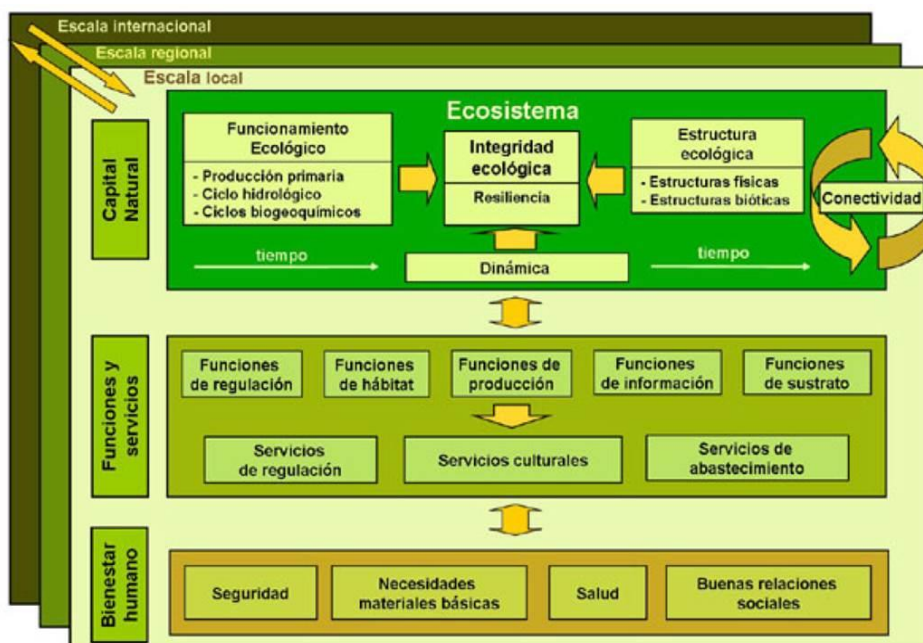 Escala internacional
Escala regional
Escala local
Capital
Natural
Ecosistema
Funcionamiento
Ecológico
- Producción primaria
- Ciclo hidrológico
- Ciclos biogeoquímicos
Integridad
ecológica
Resiliencia
Estructura
ecológica
- Estructuras físicas
- Estructuras bióticas
Conectividad
tiempo
Dinámica
tiempo
Funciones y
servicios
Funciones
de regulación
Funciones
de hábitat
Funciones de
producción
Funciones
de información
Funciones
de sustrato
Servicios
de regulación
Servicios culturales
Servicios de
abastecimiento
Bienestar
humano
Seguridad
Necesidades
materiales básicas
Salud
Buenas relaciones
sociales